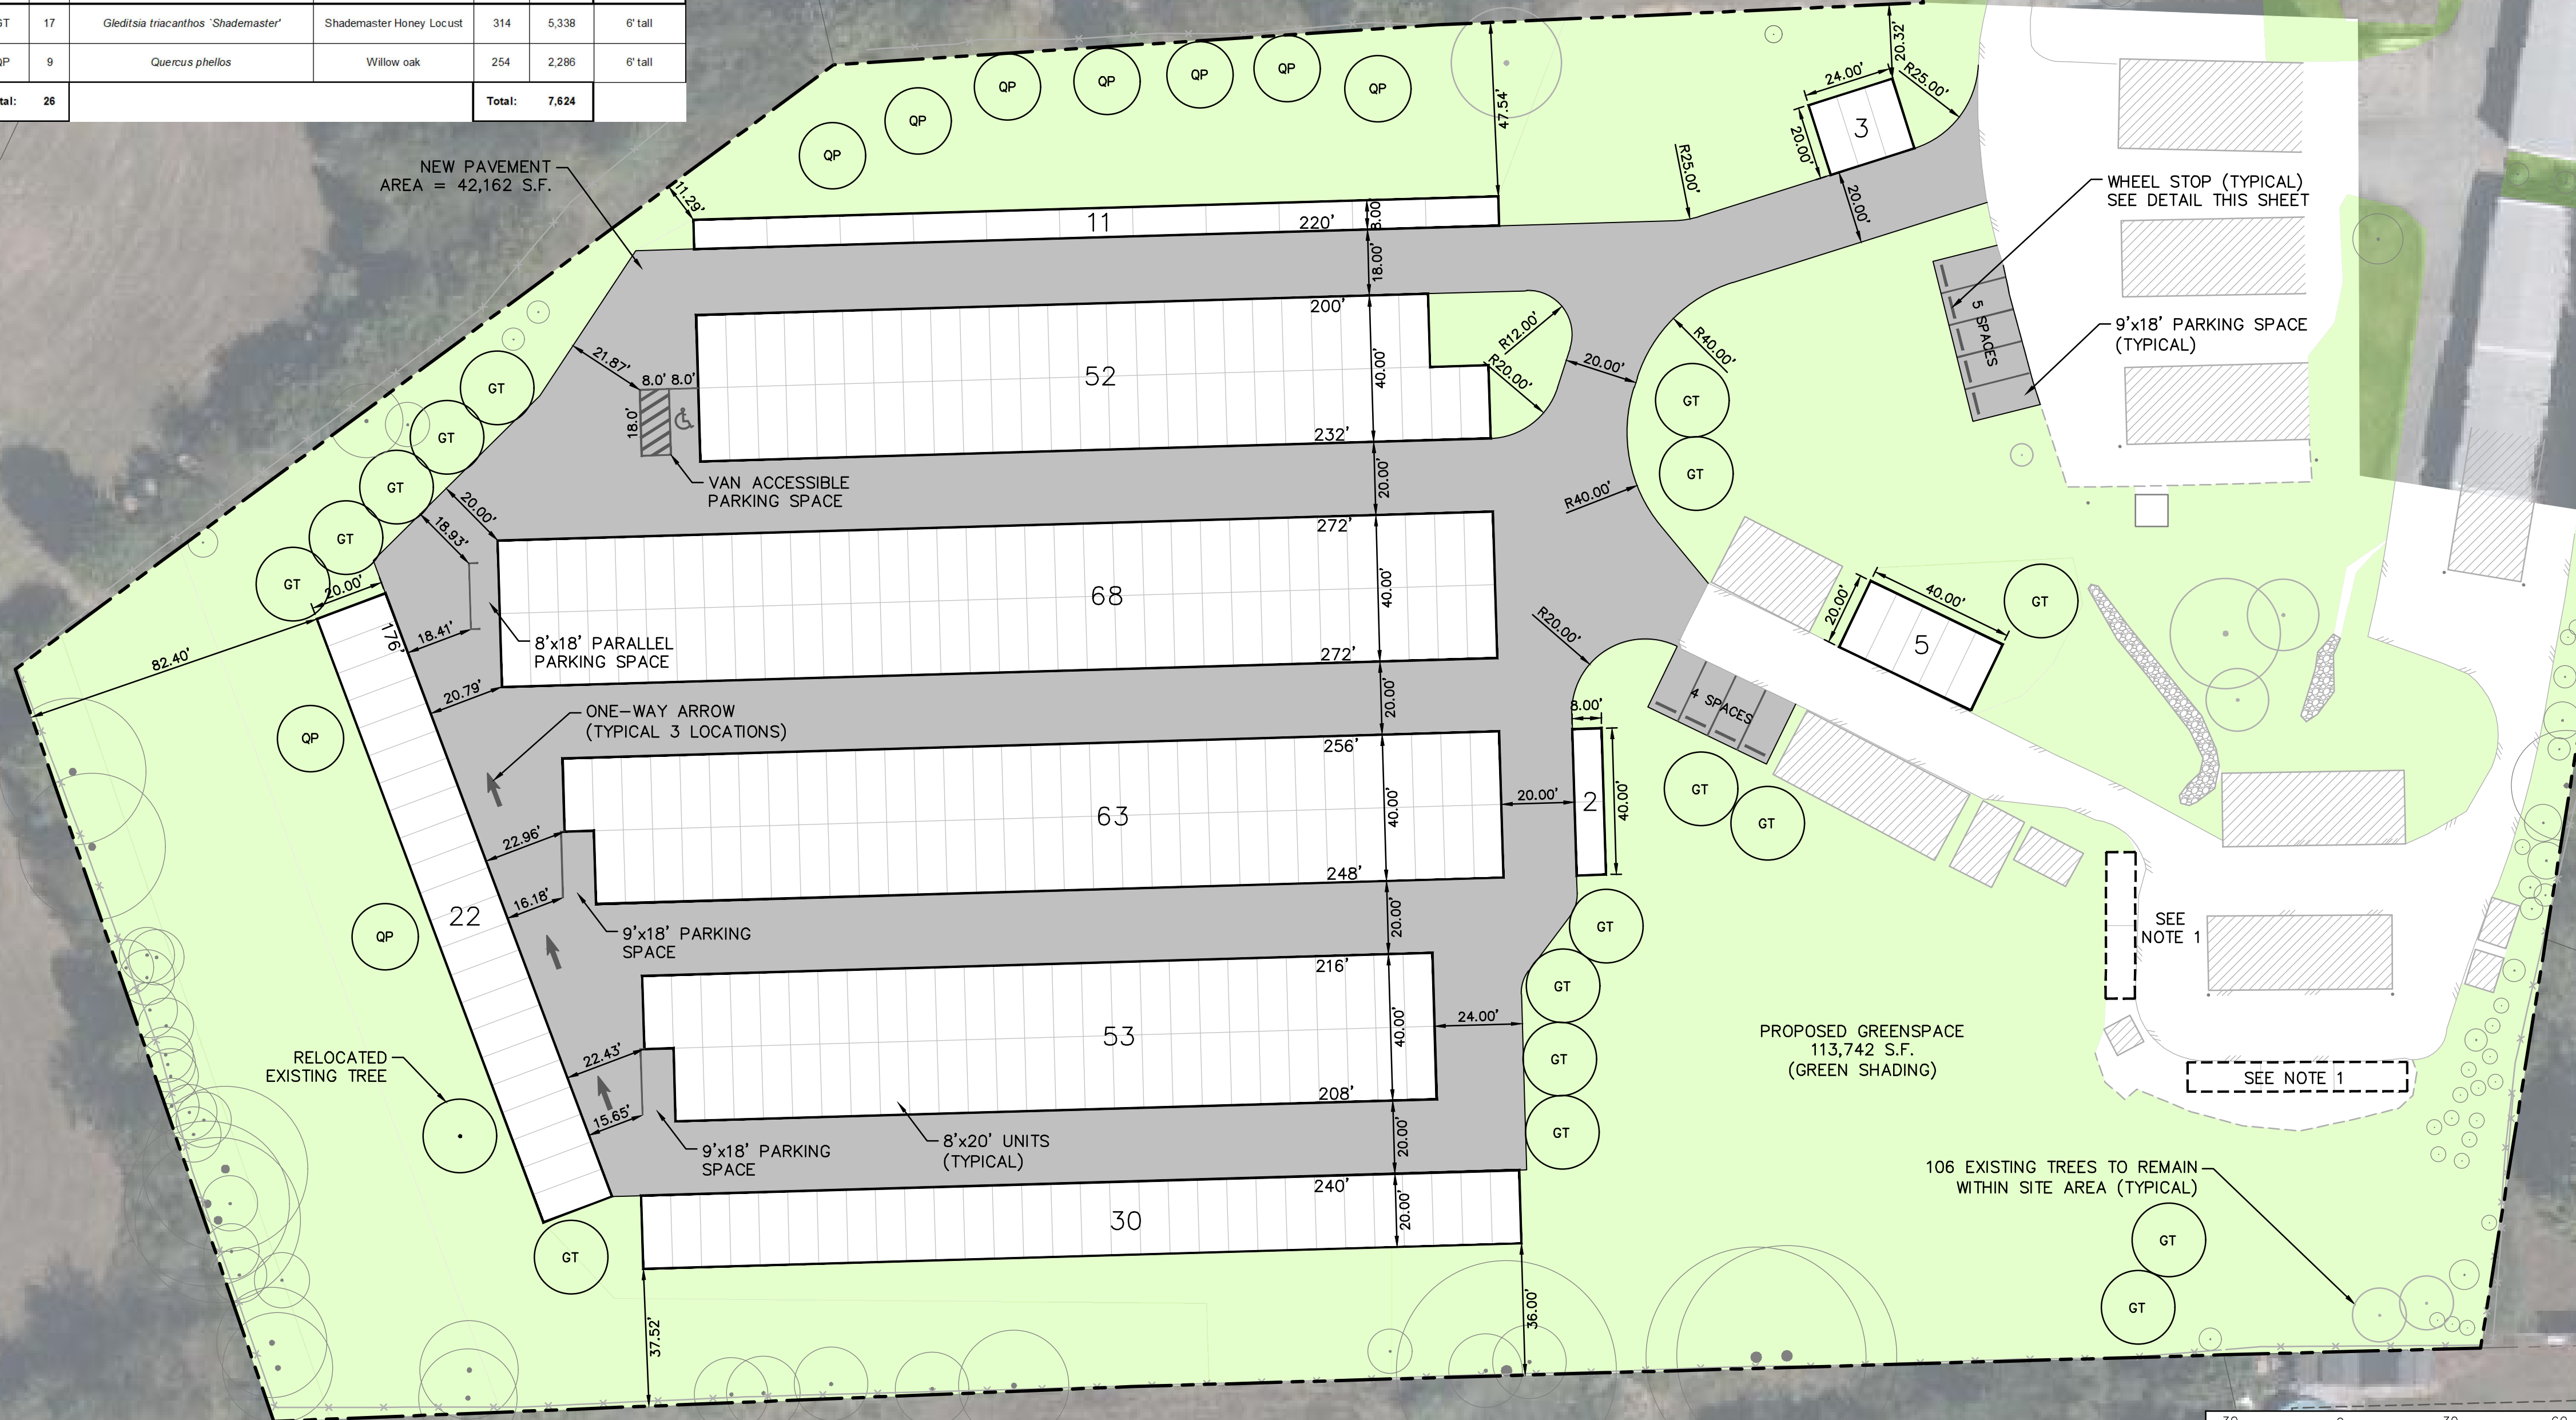 GT 17 Gleditsia triacanthos `Shademaster' Shademaster Honey Locust 314 5,338 6' tall
QP 9 Quercus phellos Willow oak 254 2,286 6' tall
tal: 26 Total: 7,624
NEW PAVEMENT
AREA = 42,162 S.F.
QP
QP
QP
QP
QP
QP
QP
47.54'
20.32'
24.00'
R25.00'
20.00'
3
20.00'
R25.00'
11.29'
11
220'
8.00
18.00'
WHEEL STOP (TYPICAL)
SEE DETAIL THIS SHEET
5 SPACES
9'x18' PARKING SPACE
(TYPICAL)
200'
52
232'
40.00'
R12.00'
R20.00'
20.00'
R40.00'
R40.00'
20.00'
21.87'
8.0' 8.0'
18.0'
VAN ACCESSIBLE
PARKING SPACE
GT
GT
GT
GT
GT
GT
GT
20.00'
18.93'
20.00'
82.40'
176'
18.41'
20.79'
8'x18' PARALLEL
PARKING SPACE
272'
68
272'
40.00'
20.00'
R20.00'
20.00'
40.00'
5
GT
4 SPACES
QP
ONE-WAY ARROW
(TYPICAL 3 LOCATIONS)
256'
63
248'
40.00'
20.00'
8.00'
2
40.00'
20.00'
GT
GT
22.96'
16.18'
9'x18' PARKING
SPACE
22
QP
SEE
NOTE 1
SEE NOTE 1
GT
GT
GT
GT
216'
53
208'
40.00'
24.00'
20.00'
22.43'
15.65'
9'x18' PARKING
SPACE
8'x20' UNITS
(TYPICAL)
RELOCATED
EXISTING TREE
PROPOSED GREENSPACE
113,742 S.F.
(GREEN SHADING)
106 EXISTING TREES TO REMAIN
WITHIN SITE AREA (TYPICAL)
240'
30
20.00'
GT
GT
GT
37.52'
36.00'